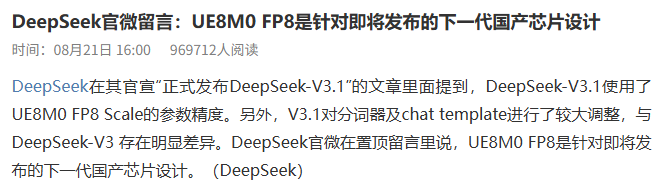 DeepSeek官微留言：UE8M0 FP8是针对即将发布的下一代国产芯片设计
时间：08月21日 16:00 969712人阅读
DeepSeek在其官宣“正式发布DeepSeek-V3.1”的文章里面提到，DeepSeek-V3.1使用了
UE8M0 FP8 Scale的参数精度。另外，V3.1对分词器及chat template进行了较大调整，与
DeepSeek-V3 存在明显差异。DeepSeek官微在置顶留言里说，UE8M0 FP8是针对即将发
布的下一代国产芯片设计。（DeepSeek）